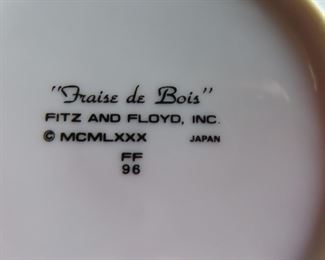 "Fraise de Bois"
FITZ AND FLOYD, INC.
© MCMLXXX JAPAN
FF
96